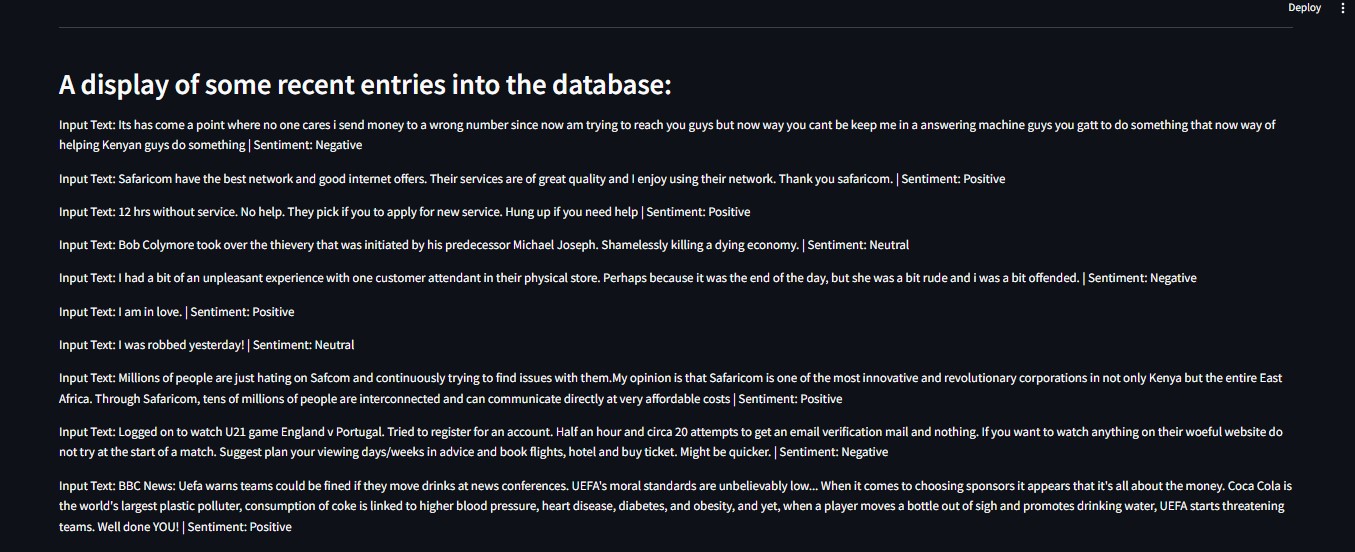 Deploy
A display of some recent entries into the database:
Input Text: Its has come a point where no one cares i send money to a wrong number since now am trying to reach you guys but now way you cant be keep me in a answering machine guys you gatt to do something that now way of
helping Kenyan guys do something | Sentiment: Negative
Input Text: Safaricom have the best network and good internet offers. Their services are of great quality and I enjoy using their network. Thank you safaricom. | Sentiment: Positive
Input Text: 12 hrs without service. No help. They pick if you to apply for new service. Hung up if you need help | Sentiment: Positive
Input Text: Bob Colymore took over the thievery that was initiated by his predecessor Michael Joseph. Shamelessly killing a dying economy. | Sentiment: Neutral
Input Text: I had a bit of an unpleasant experience with one customer attendant in their physical store. Perhaps because it was the end of the day, but she was a bit rude and i was a bit offended. | Sentiment: Negative
Input Text: I am in love. | Sentiment: Positive
Input Text: I was robbed yesterday! | Sentiment: Neutral
Input Text: Millions of people are just hating on Safcom and continuously trying to find issues with them.My opinion is that Safaricom is one of the most innovative and revolutionary corporations in not only Kenya but the entire East
Africa. Through Safaricom, tens of millions of people are interconnected and can communicate directly at very affordable costs | Sentiment: Positive
Input Text: Logged on to watch U21 game England v Portugal. Tried to register for an account. Half an hour and circa 20 attempts to get an email verification mail and nothing. If you want to watch anything on their woeful website do
not try at the start of a match. Suggest plan your viewing days/weeks in advice and book flights, hotel and buy ticket. Might be quicker. | Sentiment: Negative
Input Text: BBC News: Uefa warns teams could be fined if they move drinks at news conferences. UEFA's moral standards are unbelievably low... When it comes to choosing sponsors it appears that it's all about the money. Coca Cola is
the world's largest plastic polluter, consumption of coke is linked to higher blood pressure, heart disease, diabetes, and obesity, and yet, when a player moves a bottle out of sigh and promotes drinking water, UEFA starts threatening
teams. Well done YOU! | Sentiment: Positive